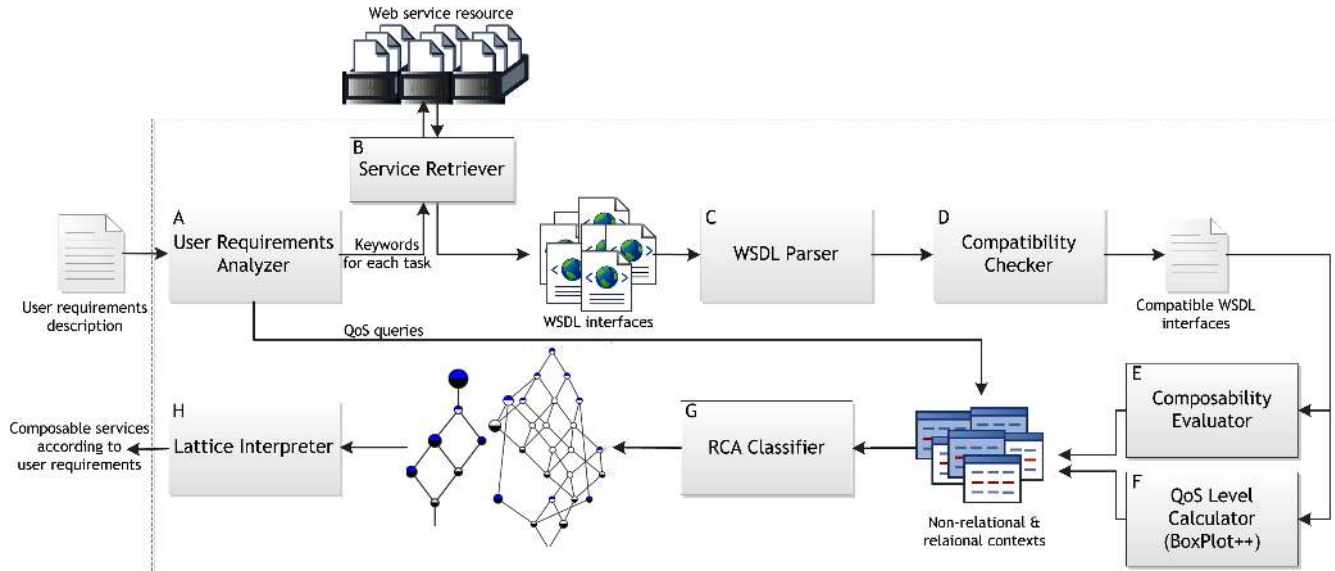 Web service resource
B
Service Retriever
A
User Requirements
Analyzer
Keywords
for each task
C
WSDL Parser
D
Compatibility
Checker
User requirements
description
WSDL interfaces
Compatible WSDL
interfaces
QoS queries
E
Composability
Evaluator
H
Lattice Interpreter
G
RCA Classifier
Composable services
according to
user requirements
F
QoS Level
Calculator
(BoxPlot++)
Non-relational &
relaional contexts